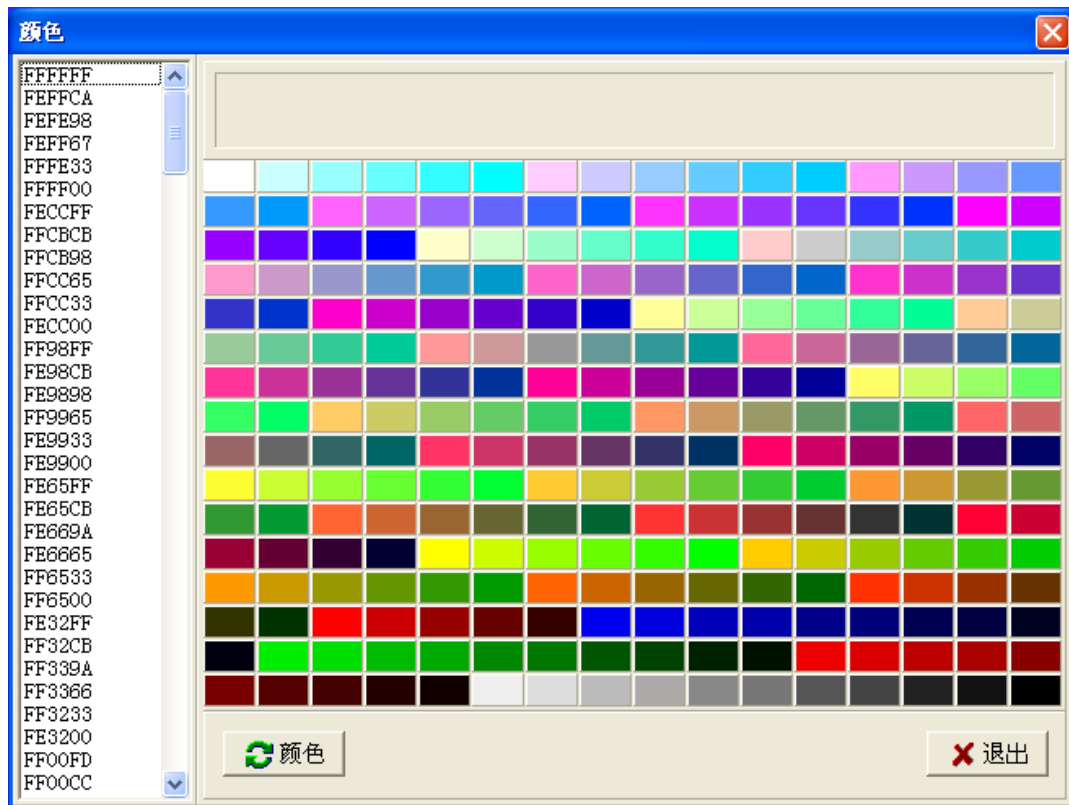 颜色
FFFFFF
FEFFCA
FEFE98
FEFF67
FFFE33
FFFF00
FECCFF
FFCBCB
FFCB98
FFCC65
FFCC33
FECC00
FF98FF
FE98CB
FE9898
FF9965
FE9933
FE9900
FE65FF
FE65CB
FE669A
FE6665
FF6533
FF6500
FE32FF
FF32CB
FF339A
FF3366
FF3233
FE3200
FF00FD
FF00CC
颜色
退出